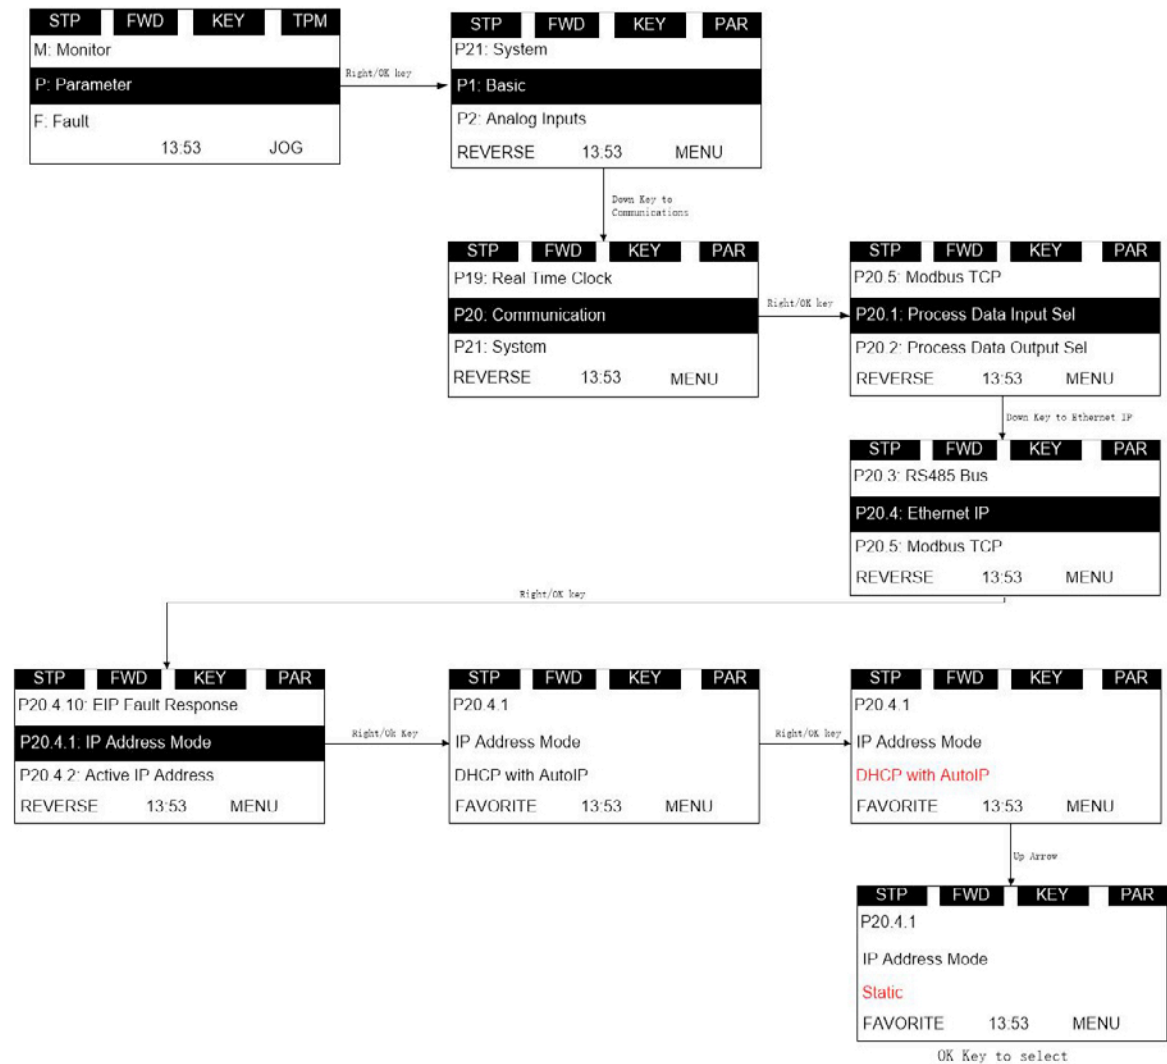 STP FWD KEY TPM
M: Monitor
P: Parameter
F: Fault
13:53 JOG
Right/OK key
STP FWD KEY PAR
P21: System
P1: Basic
P2: Analog Inputs
REVERSE 13.53 MENU
Down Key to
Communications
STP FWD KEY PAR
P19: Real Time Clock
P20: Communication
P21: System
REVERSE 13:53 MENU
Right/OK key
STP FWD KEY PAR
P20.5: Modbus TCP
P20.1: Process Data Input Sel
P20.2: Process Data Output Sel
REVERSE 13:53 MENU
Down Key to Ethernet IP
STP FWD KEY PAR
P20.3: RS485 Bus
P20.4: Ethernet IP
P20.5: Modbus TCP
REVERSE 13:53 MENU
Right/OK key
STP FWD KEY PAR
P20.4.10: EIP Fault Response
P20.4.1: IP Address Mode
P20.4.2: Active IP Address
REVERSE 13:53 MENU
Right/Ok Key
STP FWD KEY PAR
P20.4.1
IP Address Mode
DHCP with AutoIP
FAVORITE 13:53 MENU
Right/OK key
STP FWD KEY PAR
P20.4.1
IP Address Mode
DHCP with AutoIP
FAVORITE 13:53 MENU
Up Arrow
STP FWD KEY PAR
P20.4.1
IP Address Mode
Static
FAVORITE 13:53 MENU
OK Key to select